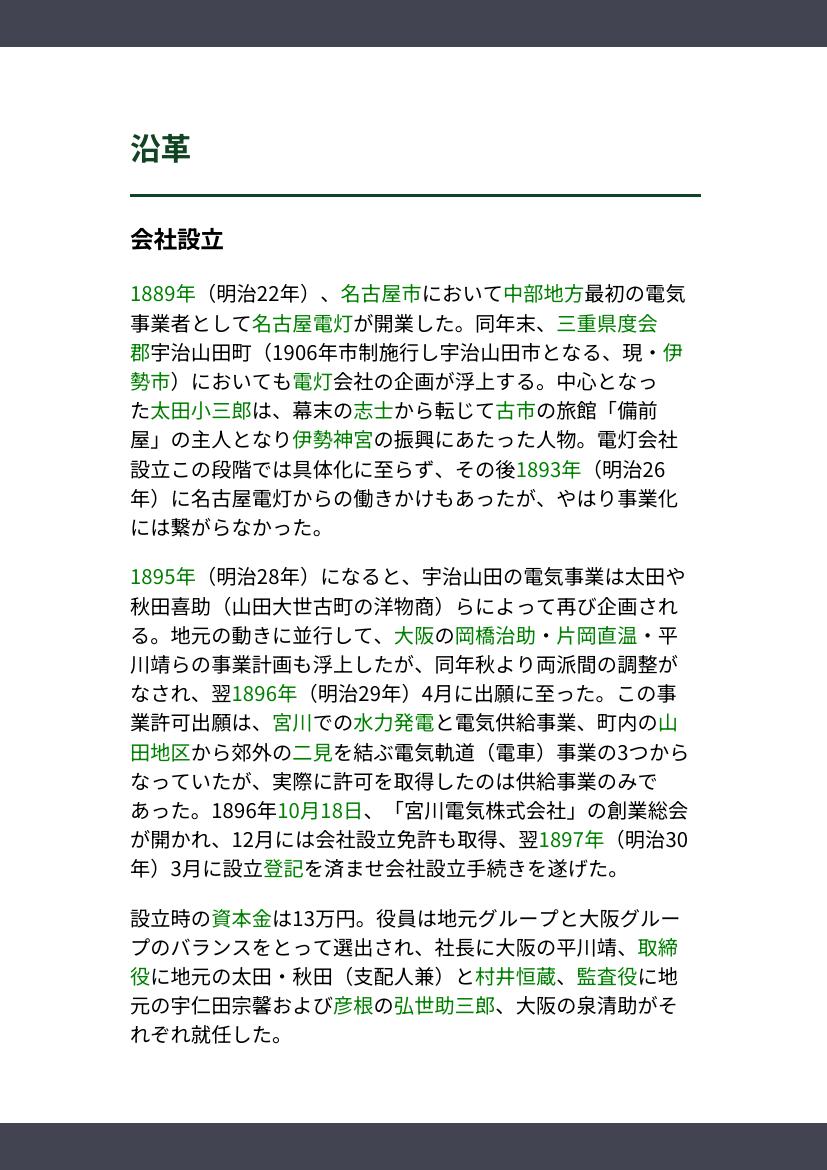 沿革
会社設立
1889年（明治22年）、名古屋市において中部地方最初の電気
事業者として名古屋電灯が開業した。同年末、三重県度会
郡宇治山田町（1906年市制施行し宇治山田市となる、現・伊
勢市）においても電灯会社の企画が浮上する。中心となっ
た太田小三郎は、幕末の志士から転じて古市の旅館「備前
屋」の主人となり伊勢神宮の振興にあたった人物。電灯会社
設立この段階では具体化に至らず、その後1893年（明治26
年）に名古屋電灯からの働きかけもあったが、やはり事業化
には繋がらなかった。
1895年（明治28年）になると、宇治山田の電気事業は太田や
秋田喜助（山田大世古町の洋物商）らによって再び企画され
る。地元の動きに並行して、大阪の岡橋治助・片岡直温・平
川靖らの事業計画も浮上したが、同年秋より両派間の調整が
なされ、翌1896年（明治29年）4月に出願に至った。この事
業許可出願は、宮川での水力発電と電気供給事業、町内の山
田地区から郊外の二見を結ぶ電気軌道（電車）事業の3つから
なっていたが、実際に許可を取得したのは供給事業のみで
あった。1896年10月18日、「宮川電気株式会社」の創業総会
が開かれ、12月には会社設立免許も取得、翌1897年（明治30
年）3月に設立登記を済ませ会社設立手続きを遂げた。
設立時の資本金は13万円。役員は地元グループと大阪グルー
プのバランスをとって選出され、社長に大阪の平川靖、取締
役に地元の太田・秋田（支配人兼）と村井恒蔵、監査役に地
元の宇仁田宗馨および彦根の弘世助三郎、大阪の泉清助がそ
れぞれ就任した。